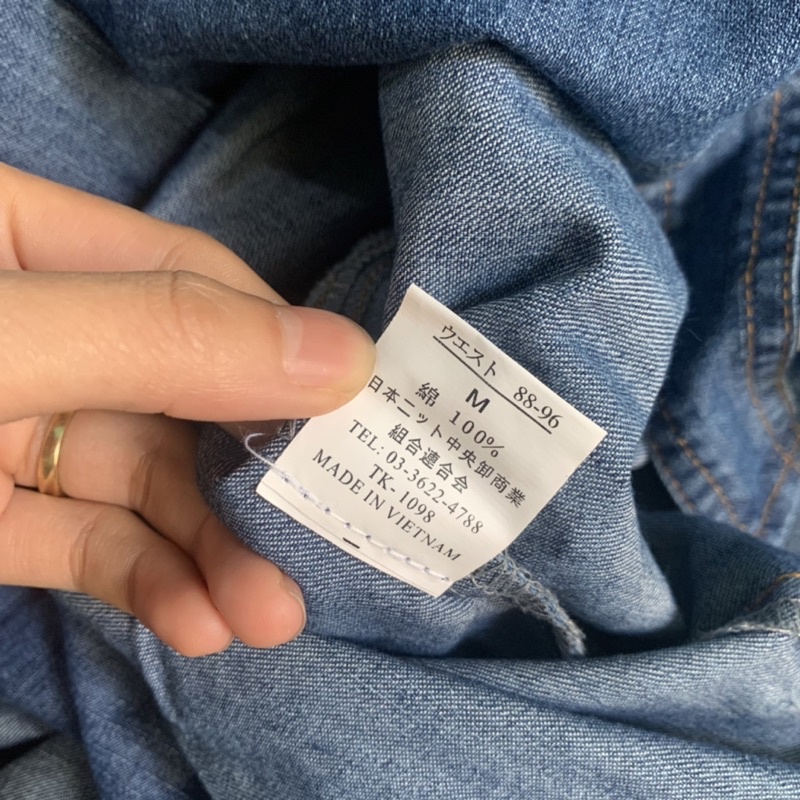 ウエスト 88-96
M
綿 100%
日本ニット中央卸商業
組合連合会
TEL: 03-3622-4788
TK- 1098
MADE IN VIETNAM